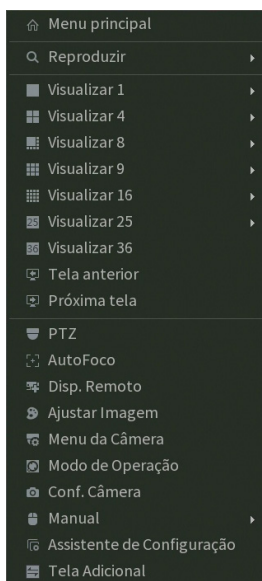 Menu principal
Reproduzir
Visualizar 1
Visualizar 4
Visualizar 8
Visualizar 9
Visualizar 16
25 Visualizar 25
36 Visualizar 36
Tela anterior
Próxima tela
PTZ
AutoFoco
Disp. Remoto
Ajustar Imagem
Menu da Câmera
Modo de Operação
Conf. Câmera
Manual
Assistente de Configuração
Tela Adicional